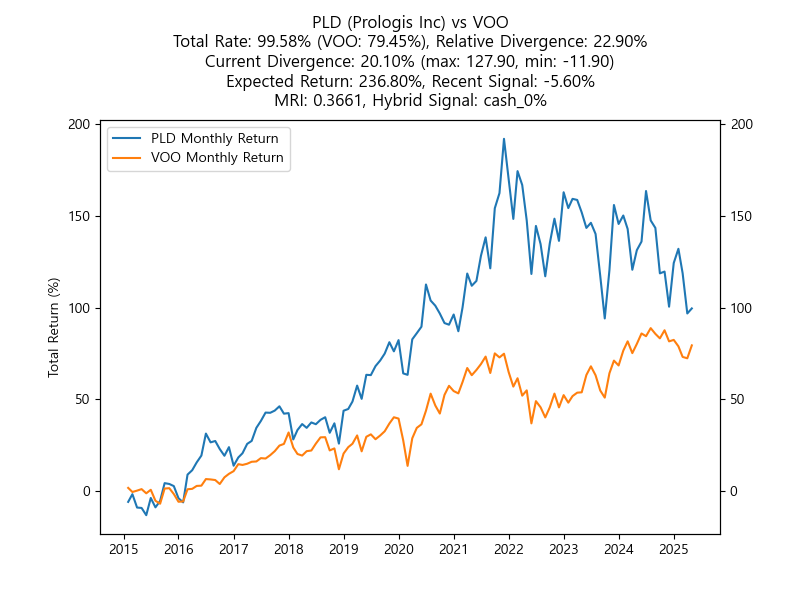 PLD (Prologis Inc) vs VOO
Total Rate: 99.58% (VOO: 79.45%), Relative Divergence: 22.90%
Current Divergence: 20.10% (max: 127.90, min: -11.90)
Expected Return: 236.80%, Recent Signal: -5.60%
MRI: 0.3661, Hybrid Signal: cash_0%
PLD Monthly Return
VOO Monthly Return
Total Return (%)
200
150
100
50
0
200
150
100
50
0
2015 2016 2017 2018 2019 2020 2021 2022 2023 2024 2025